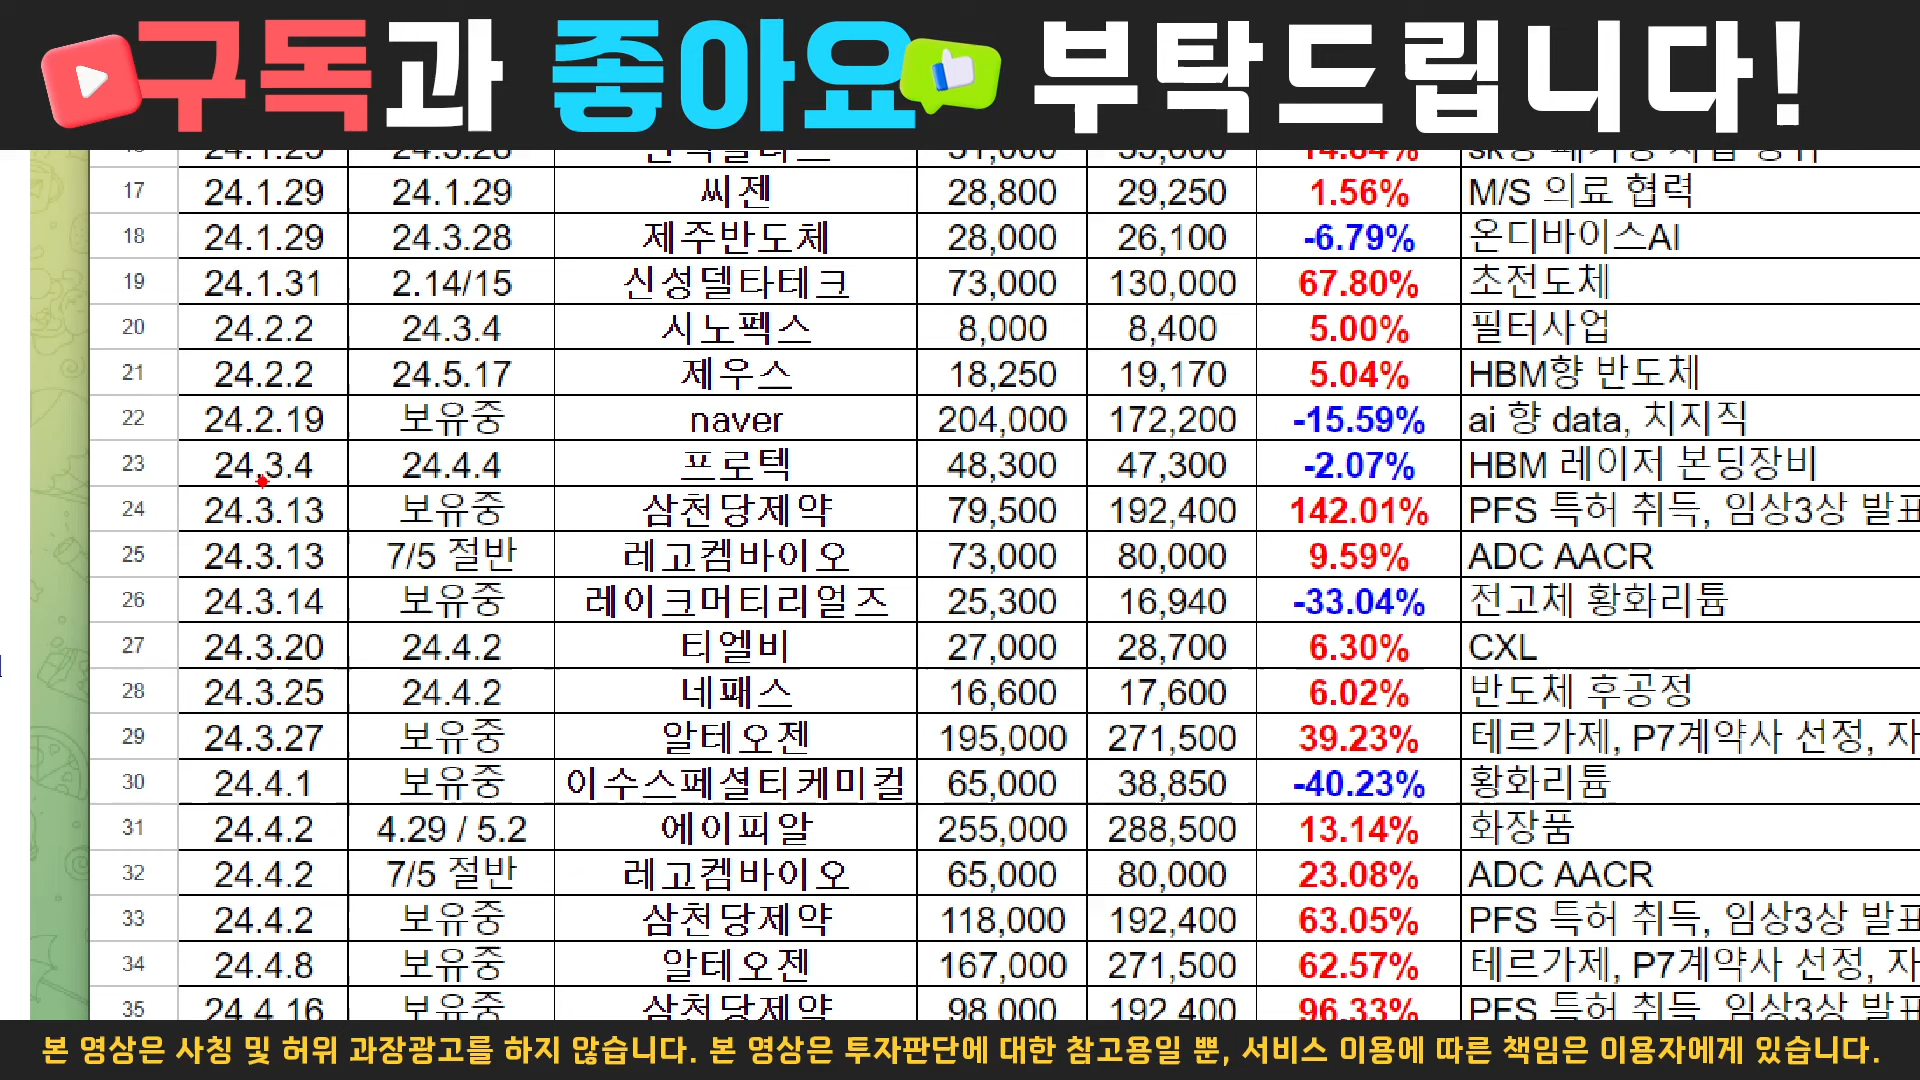 구독과 좋아요 부탁드립니다!
17 24.1.29 24.1.29 씨젠 28,800 29,250 1.56% M/S 의료 협력
18 24.1.29 24.3.28 제주반도체 28,000 26,100 -6.79% 온디바이스AI
19 24.1.31 2.14/15 신성델타테크 73,000 130,000 67.80% 초전도체
20 24.2.2 24.3.4 시노펙스 8,000 8,400 5.00% 필터사업
21 24.2.2 24.5.17 제우스 18,250 19,170 5.04% HBM향 반도체
22 24.2.19 보유중 naver 204,000 172,200 -15.59% ai 향 data, 치지직
23 24.3.4 24.4.4 프로텍 48,300 47,300 -2.07% HBM 레이저 본딩장비
24 24.3.13 보유중 삼천당제약 79,500 192,400 142.01% PFS 특허 취득, 임상3상 발표
25 24.3.13 7/5 절반 레고켐바이오 73,000 80,000 9.59% ADC AACR
26 24.3.14 보유중 레이크머티리얼즈 25,300 16,940 -33.04% 전고체 황화리튬
27 24.3.20 24.4.2 티엘비 27,000 28,700 6.30% CXL
28 24.3.25 24.4.2 네패스 16,600 17,600 6.02% 반도체 후공정
29 24.3.27 보유중 알테오젠 195,000 271,500 39.23% 테르가제, P7계약사 선정, 자
30 24.4.1 보유중 이수스페셜티케미컬 65,000 38,850 -40.23% 황화리튬
31 24.4.2 4.29 / 5.2 에이피알 255,000 288,500 13.14% 화장품
32 24.4.2 7/5 절반 레고켐바이오 65,000 80,000 23.08% ADC AACR
33 24.4.2 보유중 삼천당제약 118,000 192,400 63.05% PFS 특허 취득, 임상3상 발표
34 24.4.8 보유중 알테오젠 167,000 271,500 62.57% 테르가제, P7계약사 선정, 자
35 24.4.16 보유중 삼천당제약 98,000 192,400 96.33% PFS 특허 취득, 임상3상 발표
본 영상은 사칭 및 허위 과장광고를 하지 않습니다. 본 영상은 투자판단에 대한 참고용일 뿐, 서비스 이용에 따른 책임은 이용자에게 있습니다.